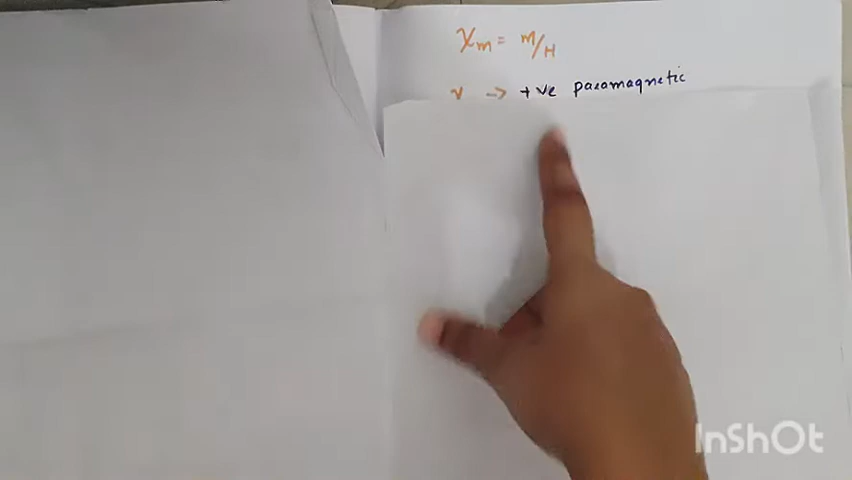 χm = M/H
χ → +ve paramagnetic
InShOt